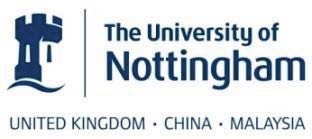 The University of
Nottingham
UNITED KINGDOM · CHINA · MALAYSIA